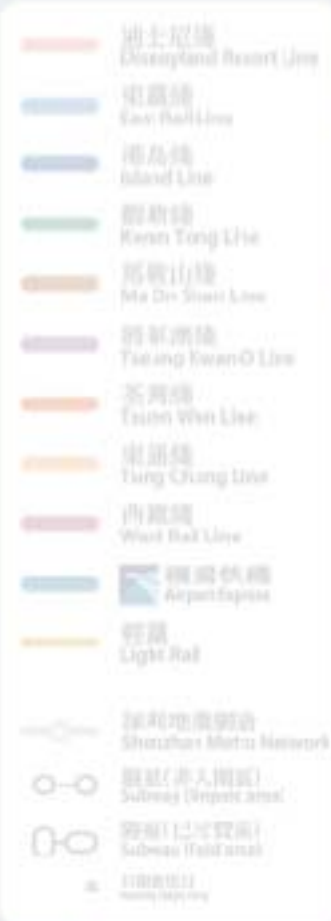 迪士尼綫
Disneyland Resort Line
東鐵綫
East Rail Line
港島綫
Island Line
觀塘綫
Kwun Tong Line
馬鞍山綫
Ma On Shan Line
將軍澳綫
Tseung Kwan O Line
荃灣綫
Tsuen Wan Line
東涌綫
Tung Chung Line
西鐵綫
West Rail Line
機場快綫
Airport Express
輕鐵
Light Rail
深圳地鐵網絡
Shenzhen Metro Network
Subway (Unpaid area)
Subway (Paid area)